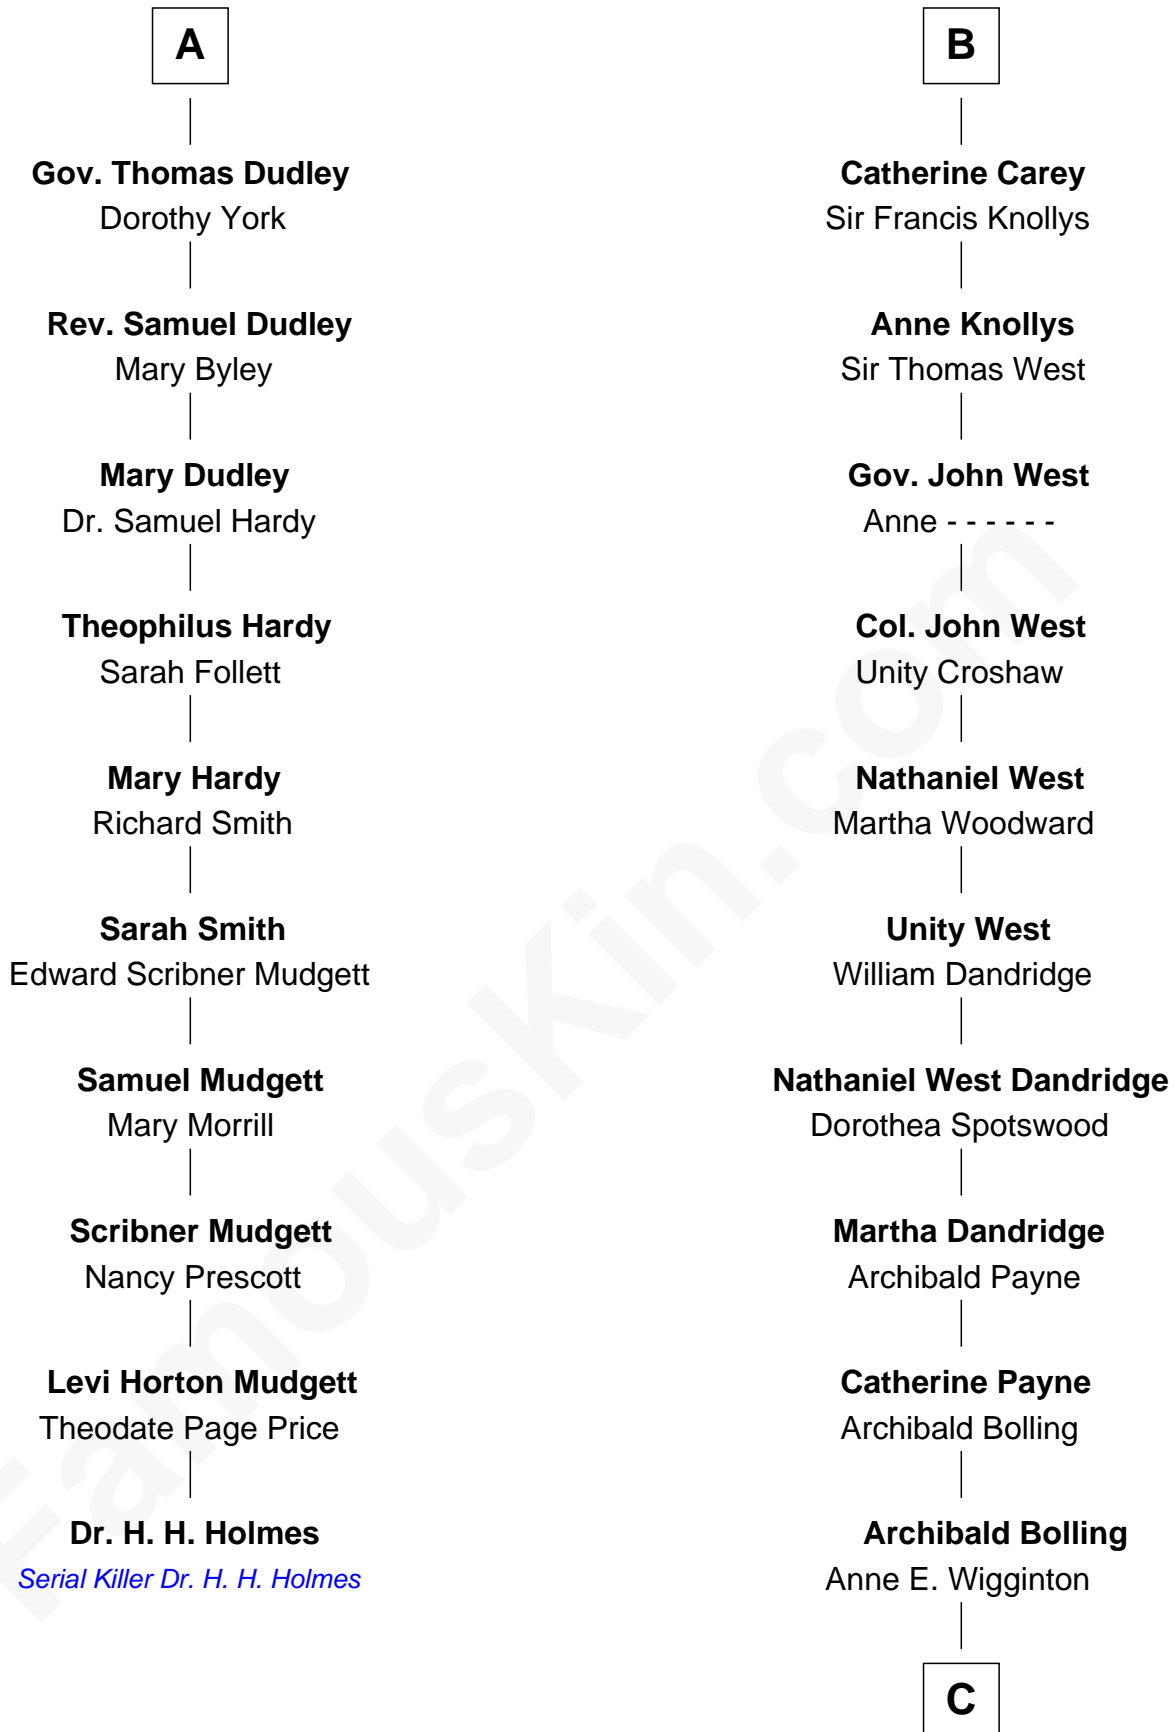 A
Gov. Thomas Dudley
Dorothy York
Rev. Samuel Dudley
Mary Byley
Mary Dudley
Dr. Samuel Hardy
Theophilus Hardy
Sarah Follett
Mary Hardy
Richard Smith
Sarah Smith
Edward Scribner Mudgett
Samuel Mudgett
Mary Morrill
Scribner Mudgett
Nancy Prescott
Levi Horton Mudgett
Theodate Page Price
Dr. H. H. Holmes
Serial Killer Dr. H. H. Holmes
B
Catherine Carey
Sir Francis Knollys
Anne Knollys
Sir Thomas West
Gov. John West
Anne - - - - - -
Col. John West
Unity Croshaw
Nathaniel West
Martha Woodward
Unity West
William Dandridge
Nathaniel West Dandridge
Dorothea Spotswood
Martha Dandridge
Archibald Payne
Catherine Payne
Archibald Bolling
Archibald Bolling
Anne E. Wigginton
C
FamousKin.com